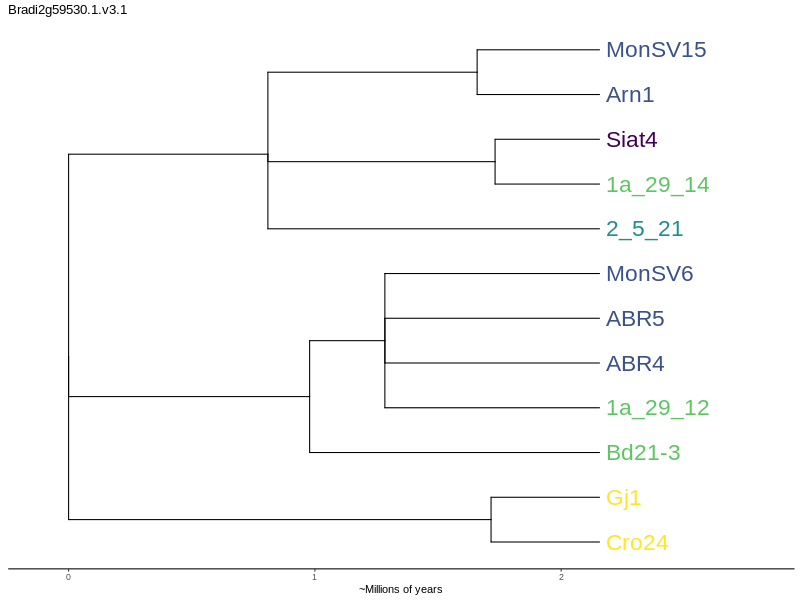 Bradi2g59530.1.v3.1
MonSV15
Arn1
Siat4
1a_29_14
2_5_21
MonSV6
ABR5
ABR4
1a_29_12
Bd21-3
Gj1
Cro24
0 1 2
~Millions of years